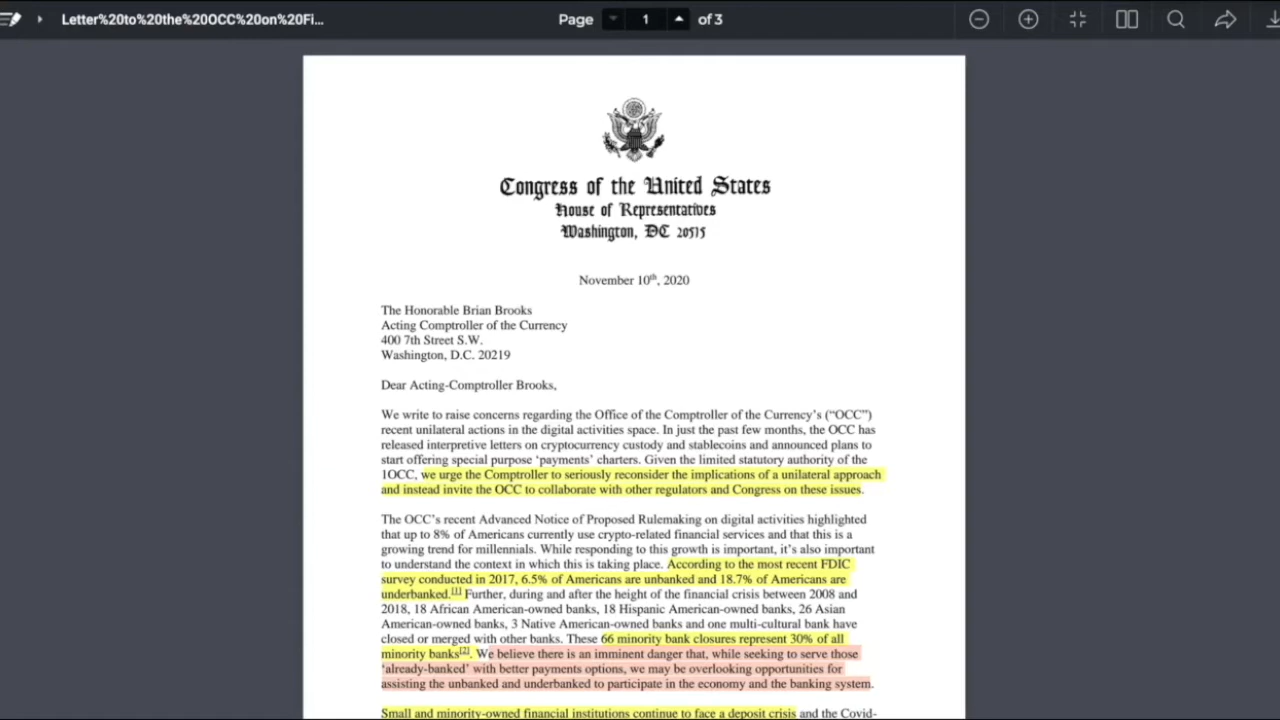 Letter%20to%20the%20OCC%20on%20Fi...
Page 1 of 3
Congress of the United States
House of Representatives
Washington, DC 20515
November 10th, 2020
The Honorable Brian Brooks
Acting Comptroller of the Currency
400 7th Street S.W.
Washington, D.C. 20219
Dear Acting-Comptroller Brooks,
We write to raise concerns regarding the Office of the Comptroller of the Currency's ("OCC")
recent unilateral actions in the digital activities space. In just the past few months, the OCC has
released interpretive letters on cryptocurrency custody and stablecoins and announced plans to
start offering special purpose 'payments' charters. Given the limited statutory authority of the
1OCC, we urge the Comptroller to seriously reconsider the implications of a unilateral approach
and instead invite the OCC to collaborate with other regulators and Congress on these issues.
The OCC's recent Advanced Notice of Proposed Rulemaking on digital activities highlighted
that up to 8% of Americans currently use crypto-related financial services and that this is a
growing trend for millennials. While responding to this growth is important, it's also important
to understand the context in which this is taking place. According to the most recent FDIC
survey conducted in 2017, 6.5% of Americans are unbanked and 18.7% of Americans are
underbanked.[1] Further, during and after the height of the financial crisis between 2008 and
2018, 18 African American-owned banks, 18 Hispanic American-owned banks, 26 Asian
American-owned banks, 3 Native American-owned banks and one multi-cultural bank have
closed or merged with other banks. These 66 minority bank closures represent 30% of all
minority banks[2]. We believe there is an imminent danger that, while seeking to serve those
'already-banked' with better payments options, we may be overlooking opportunities for
assisting the unbanked and underbanked to participate in the economy and the banking system.
Small and minority-owned financial institutions continue to face a deposit crisis and the Covid-